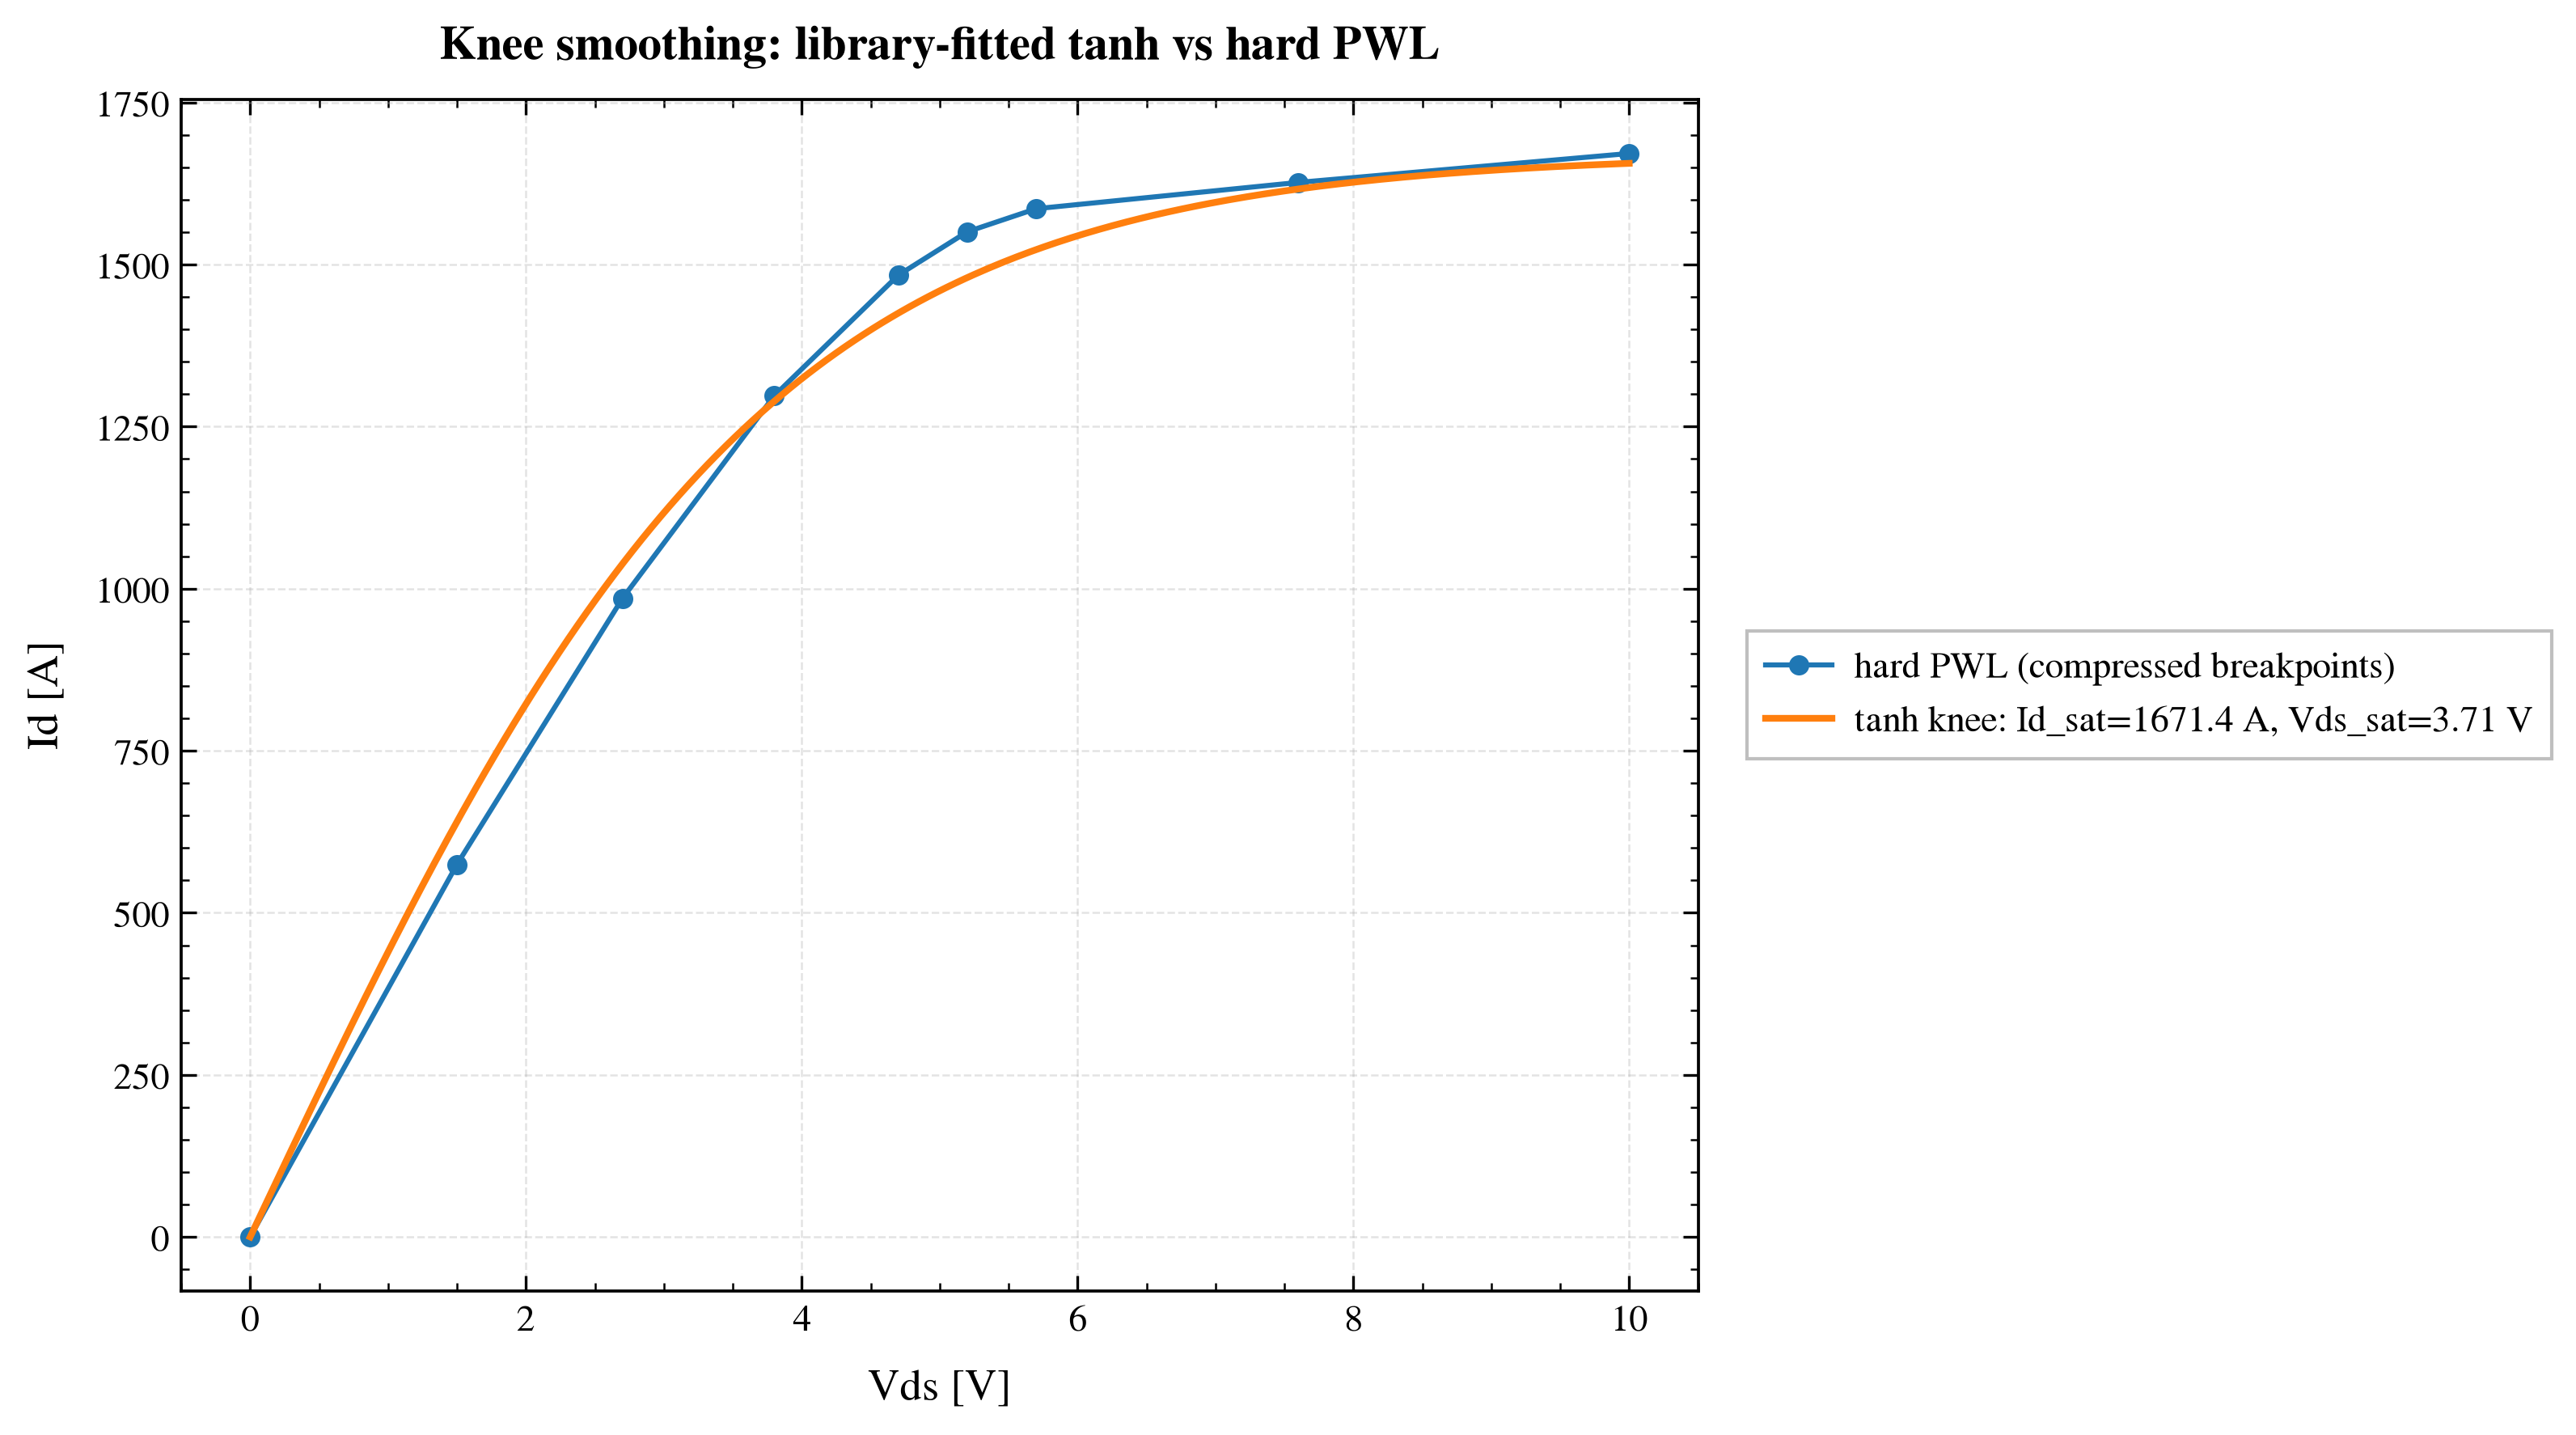 Knee smoothing: library-fitted tanh vs hard PWL
1750
1500
1250
1000
750
500
250
0
Id [A]
0 2 4 6 8 10
Vds [V]
hard PWL (compressed breakpoints)
tanh knee: Id_sat=1671.4 A, Vds_sat=3.71 V